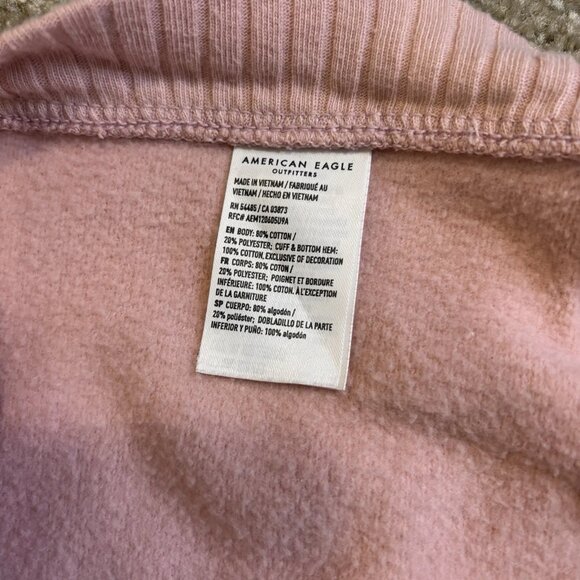 AMERICAN EAGLE
OUTFITTERS
MADE IN VIETNAM / FABRIQUÉ AU
VIETNAM / HECHO EN VIETNAM
RN 54485 / CA 03873
RFC# AEM120605U9A
EN BODY: 80% COTTON /
20% POLYESTER; CUFF & BOTTOM HEM:
100% COTTON, EXCLUSIVE OF DECORATION
FR CORPS: 80% COTON /
20% POLYESTER; POIGNET ET BORDURE
INFÉRIEURE: 100% COTON, À L'EXCEPTION
DE LA GARNITURE
SP CUERPO: 80% algodón /
20% poliéster; DOBLADILLO DE LA PARTE
INFERIOR Y PUÑO: 100% algodón